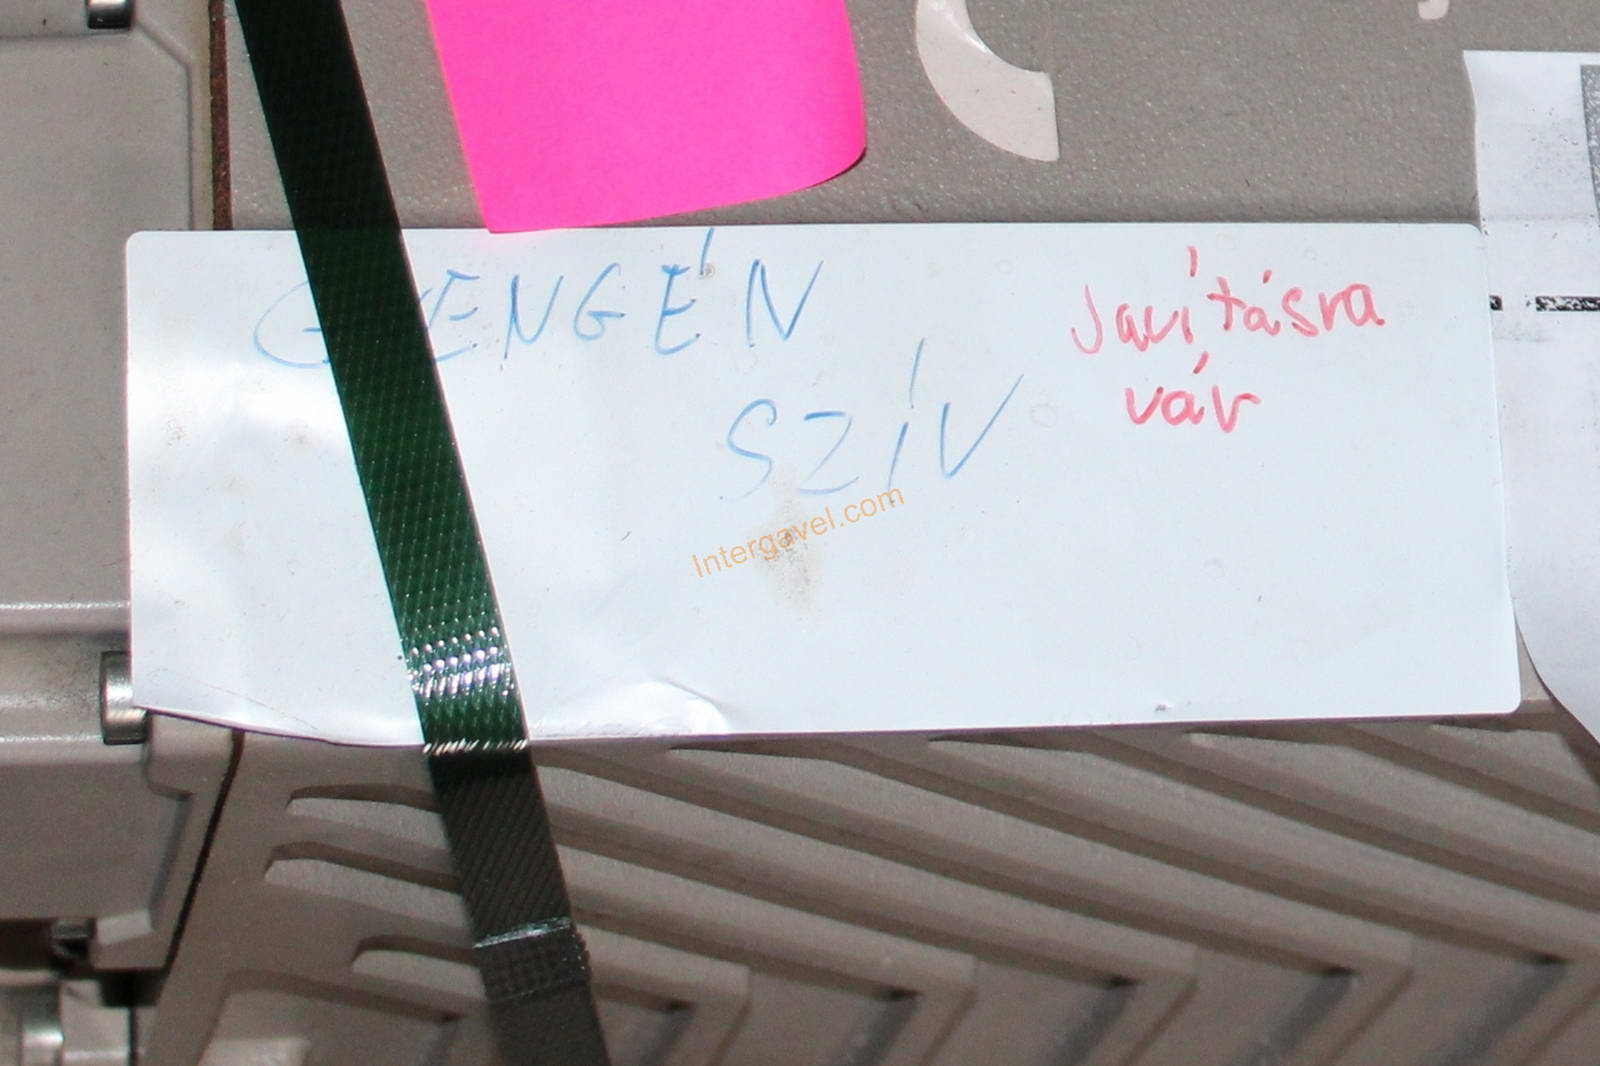 GYENGÉN
SZÍV
Javításra
vár
Intergavel.com